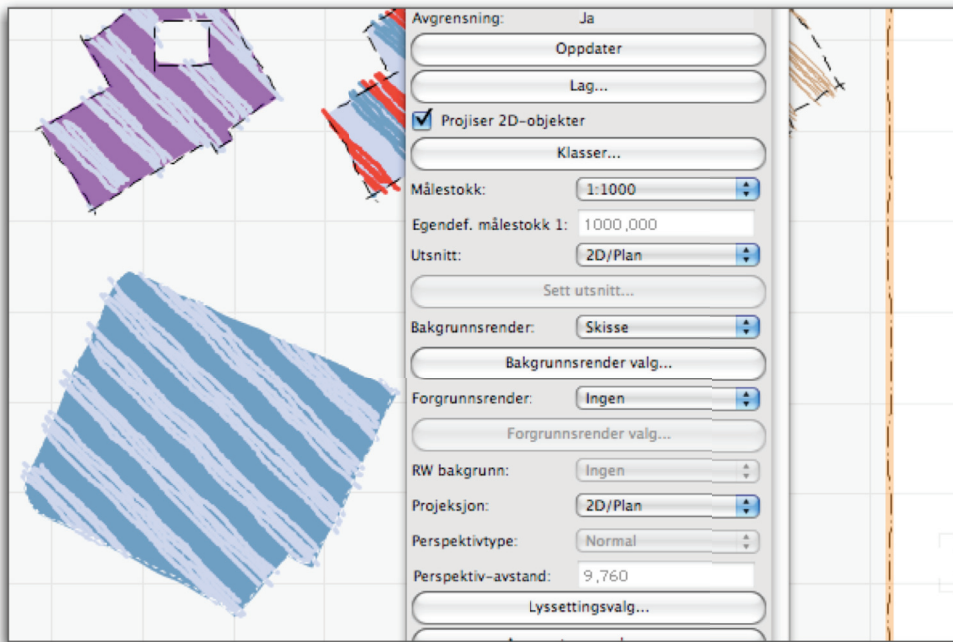 Avgrensning: Ja
Oppdater
Lag...
Projiser 2D-objekter
Klasser...
Målestokk: 1:1000
Egendef. målestokk 1: 1000,000
Utsnitt: 2D/Plan
Sett utsnitt...
Bakgrunnsrender: Skisse
Bakgrunnsrender valg...
Forgrunnsrender: Ingen
Forgrunnsrender valg...
RW bakgrunn: Ingen
Projeksjon: 2D/Plan
Perspektivtype: Normal
Perspektiv-avstand: 9,760
Lyssettingsvalg...